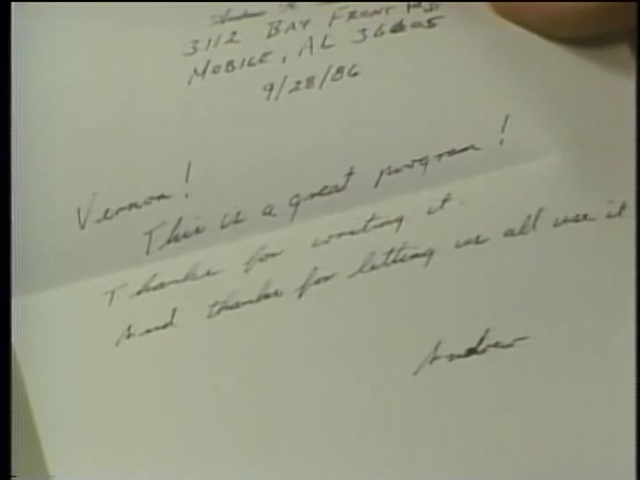 3112 BAY FRONT RD
MOBILE, AL 36605
9/28/86
Vernon!
This is a great program!
Thanks for writing it.
And thanks for letting us all use it
Andrew